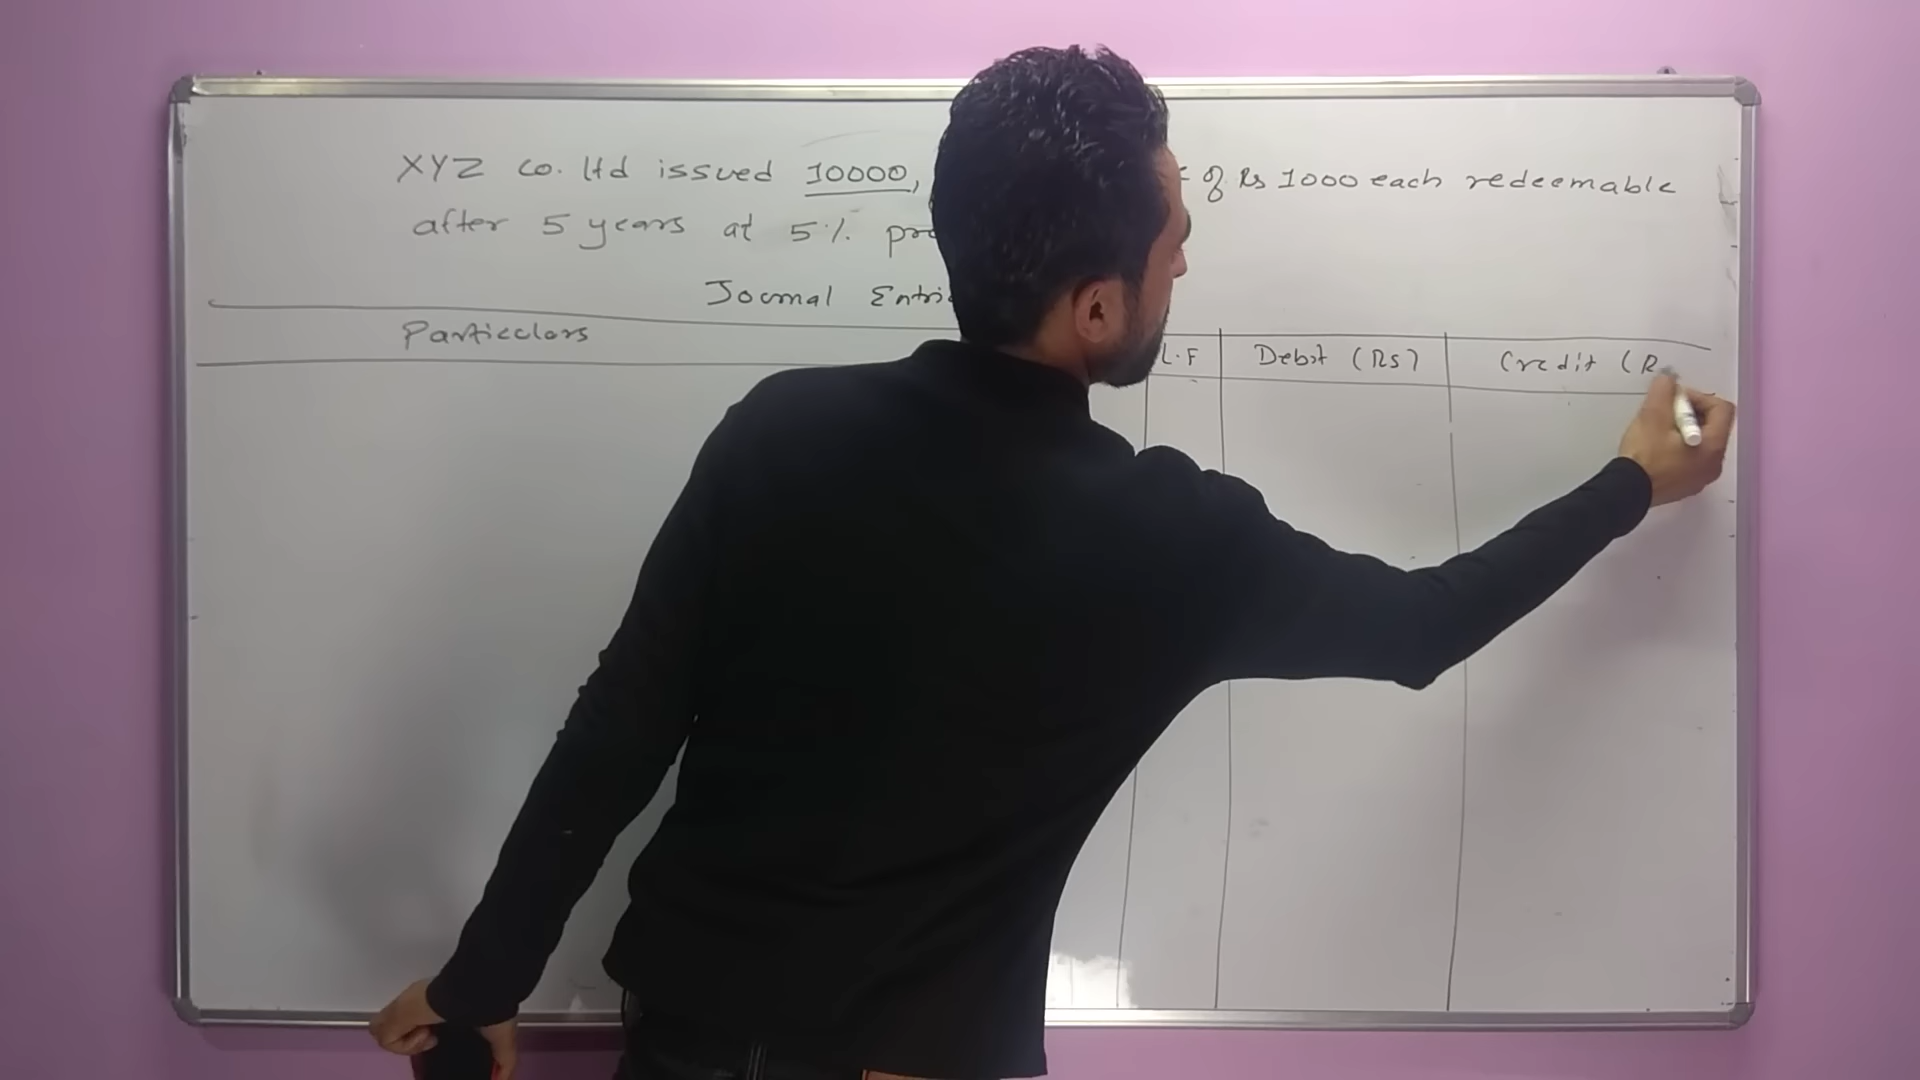 XYZ co. ltd issued 10000, of Rs 1000 each redeemable
after 5 years at 5%
Journal Entri
Particulars L.F Debit (Rs) Credit (R